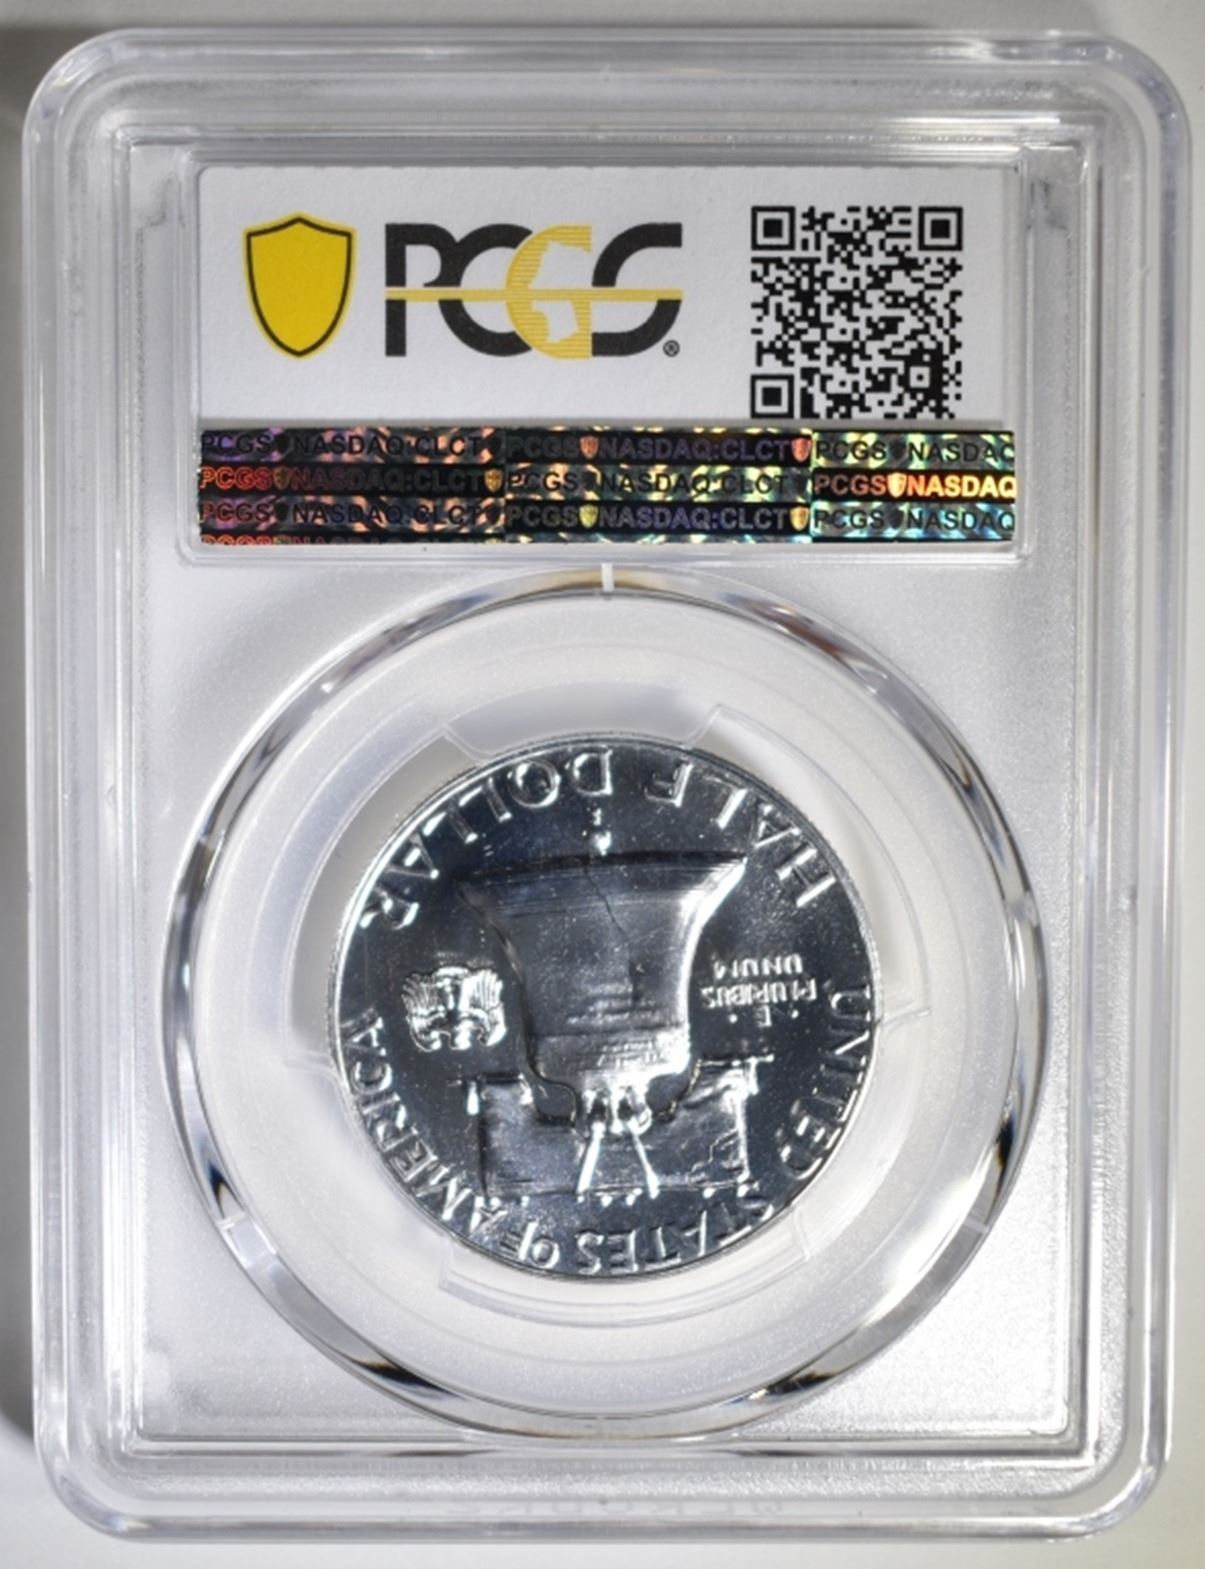 PCGS®
PCGS NASDAQ:CLCT PCGS NASDAQ:CLCT PCGS NASDAQ
PCGS NASDAQ:CLCT PCGS NASDAQ:CLCT PCGS NASDAQ
PCGS NASDAQ:CLCT PCGS NASDAQ:CLCT PCGS NASDAQ
UNITED STATES OF AMERICA
E
PLURIBUS
UNUM
HALF DOLLAR